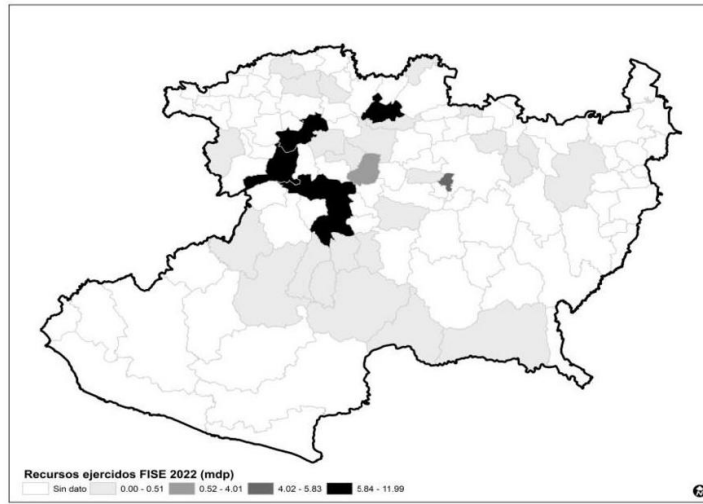 Recursos ejercidos FISE 2022 (mdp)
Sin dato 0.00 - 0.51 0.52 - 4.01 4.02 - 5.83 5.84 - 11.99